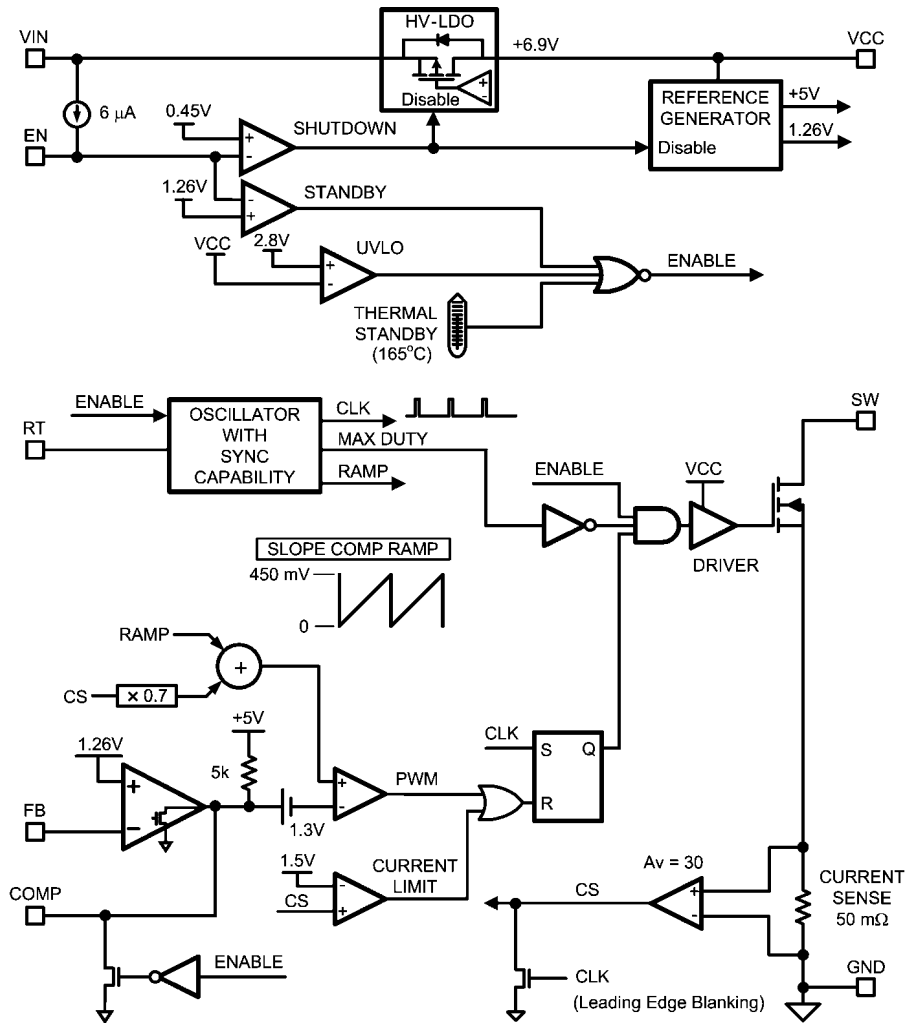 HV-LDO
VIN
+6.9V
VCC
Disable
+
-
6 µA
0.45V
SHUTDOWN
REFERENCE
GENERATOR
+5V
1.26V
EN
+
-
Disable
1.26V
STANDBY
-
+
VCC
2.8V
UVLO
+
-
ENABLE
THERMAL
STANDBY
(165°C)
ENABLE
OSCILLATOR
WITH
SYNC
CAPABILITY
CLK
SW
RT
MAX DUTY
RAMP
ENABLE
VCC
DRIVER
SLOPE COMP RAMP
450 mV
0
RAMP
+
CS
× 0.7
+5V
1.26V
5k
CLK
S
Q
+
+
-
PWM
R
FB
-
1.3V
1.5V
CURRENT
LIMIT
-
+
CS
Av = 30
+
-
CURRENT
SENSE
50 mΩ
COMP
CS
ENABLE
CLK
(Leading Edge Blanking)
GND